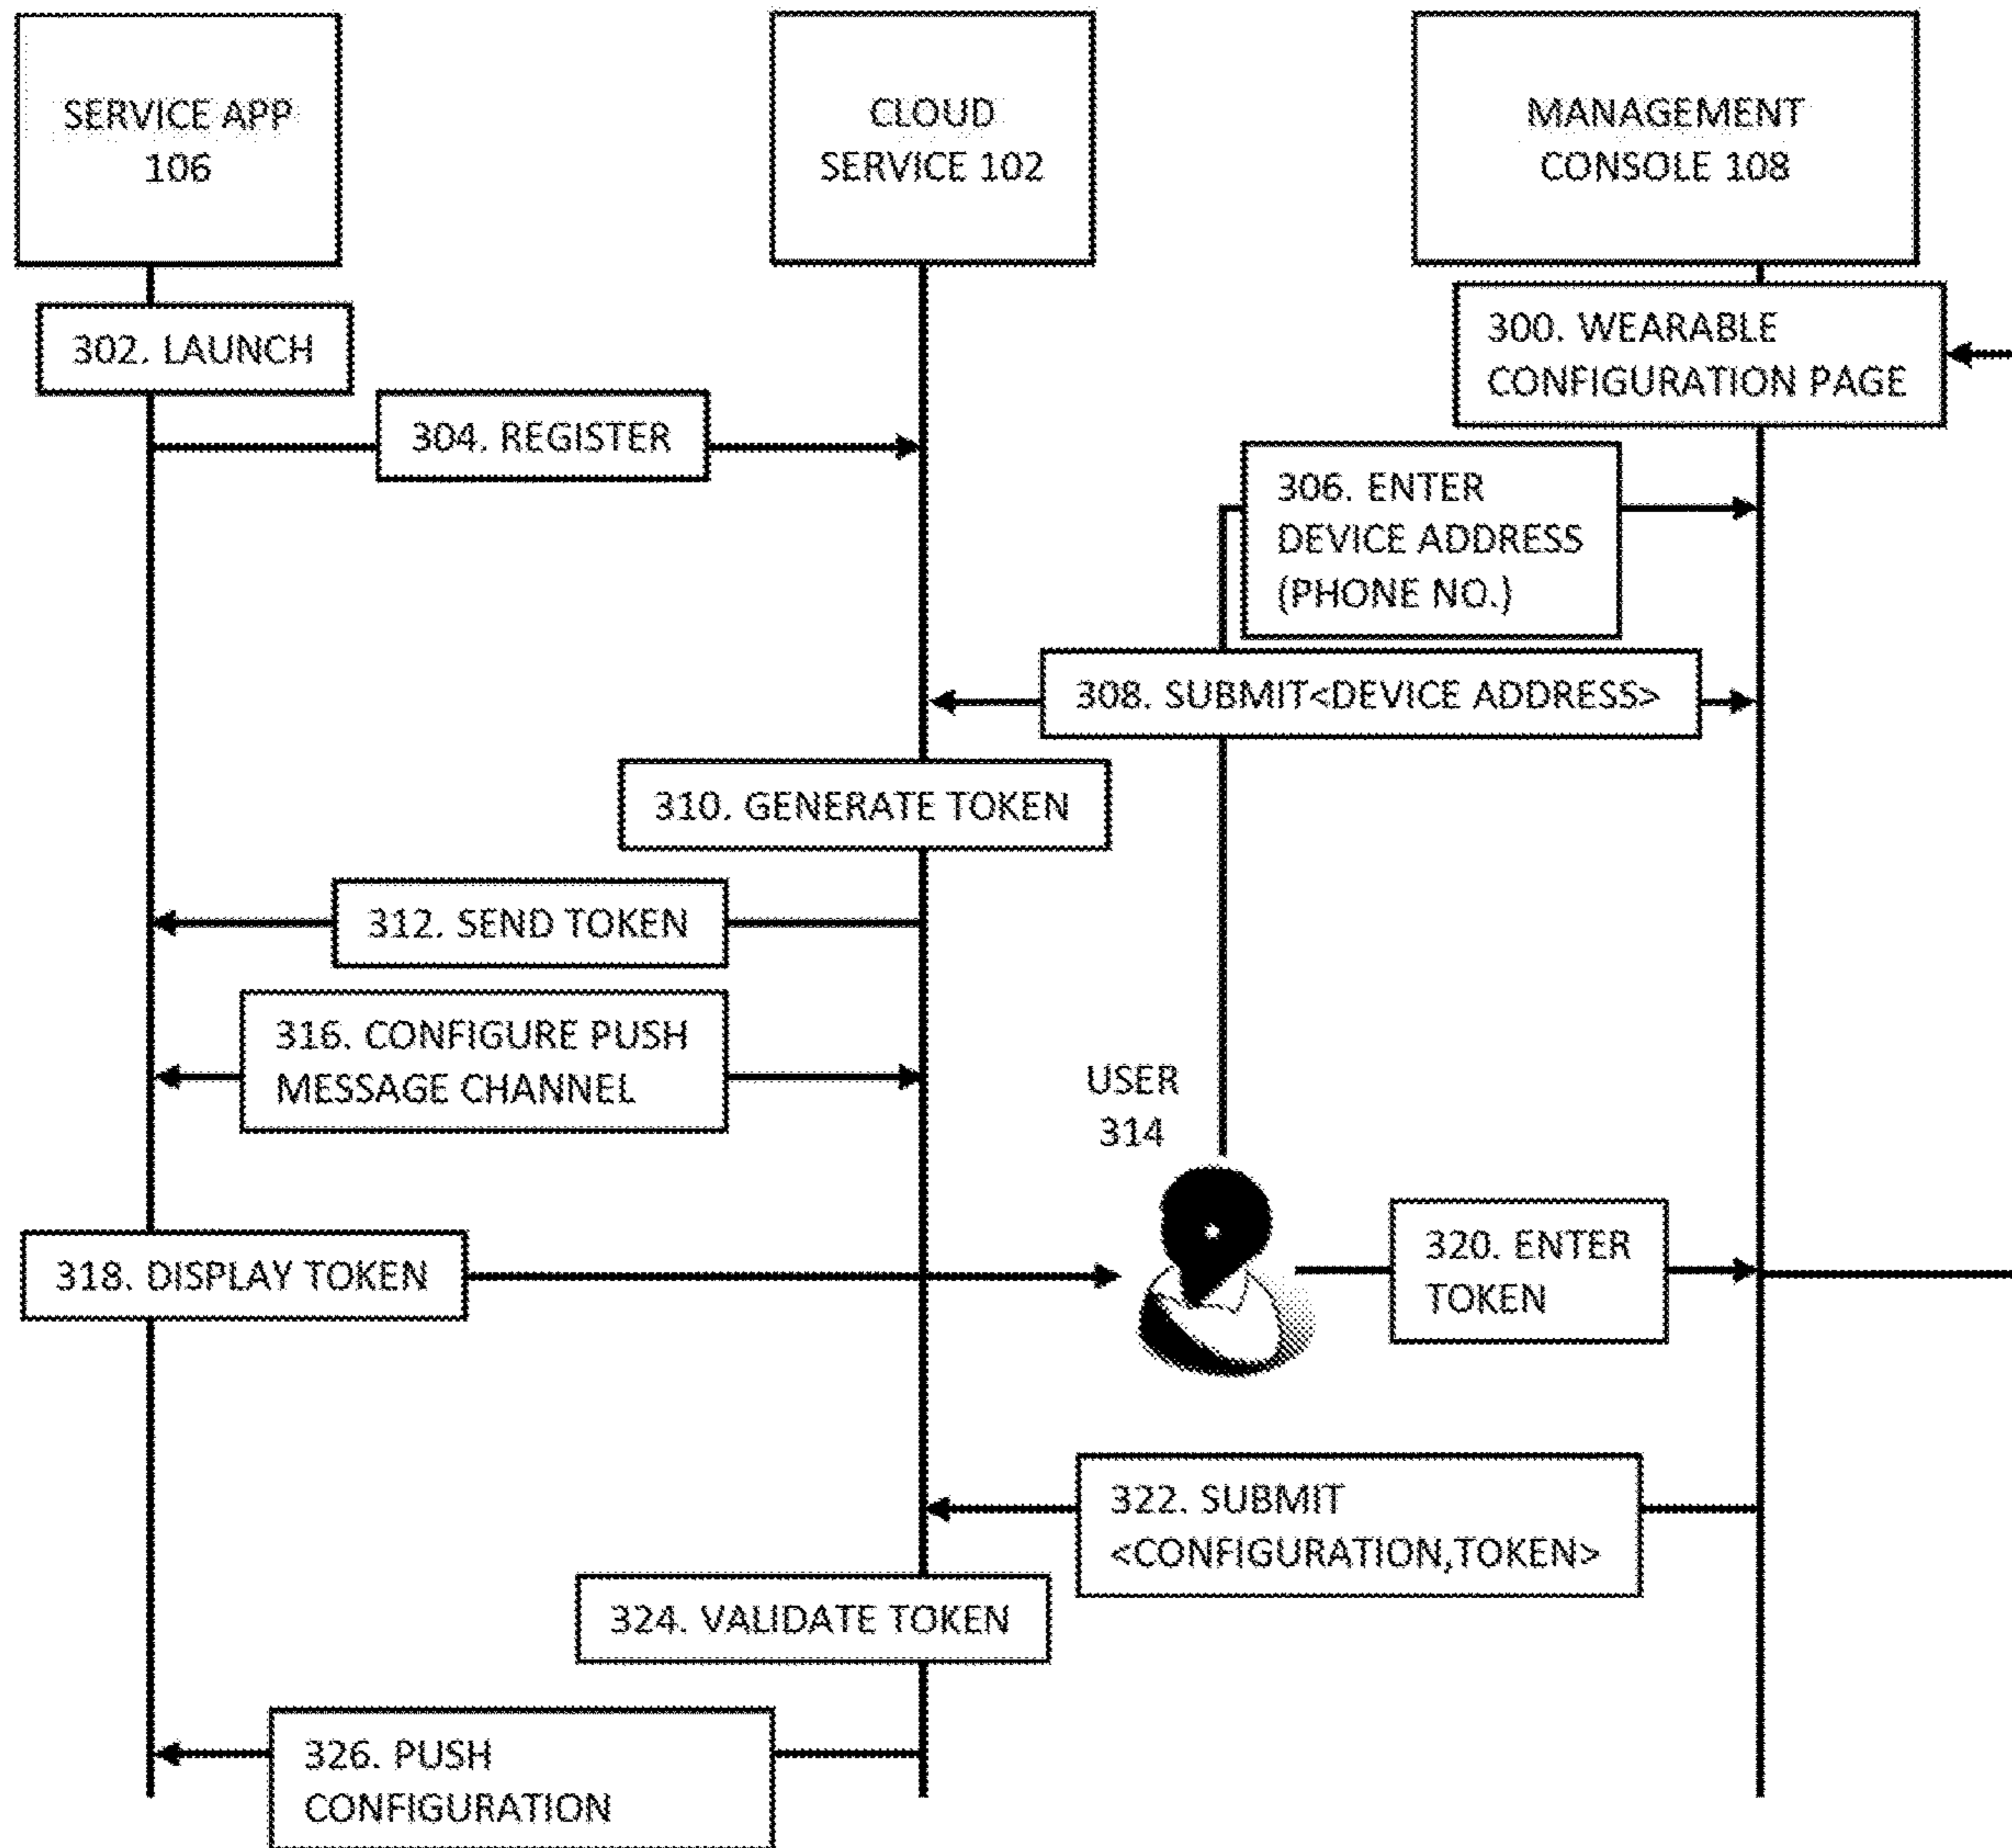 SERVICE APP
106
CLOUD
SERVICE 102
MANAGEMENT
CONSOLE 108
300. WEARABLE
CONFIGURATION PAGE
302. LAUNCH
304. REGISTER
306. ENTER
DEVICE ADDRESS
(PHONE NO.)
308. SUBMIT<DEVICE ADDRESS>
310. GENERATE TOKEN
312. SEND TOKEN
316. CONFIGURE PUSH
MESSAGE CHANNEL
USER
314
318. DISPLAY TOKEN
320. ENTER
TOKEN
322. SUBMIT
<CONFIGURATION,TOKEN>
324. VALIDATE TOKEN
326. PUSH
CONFIGURATION